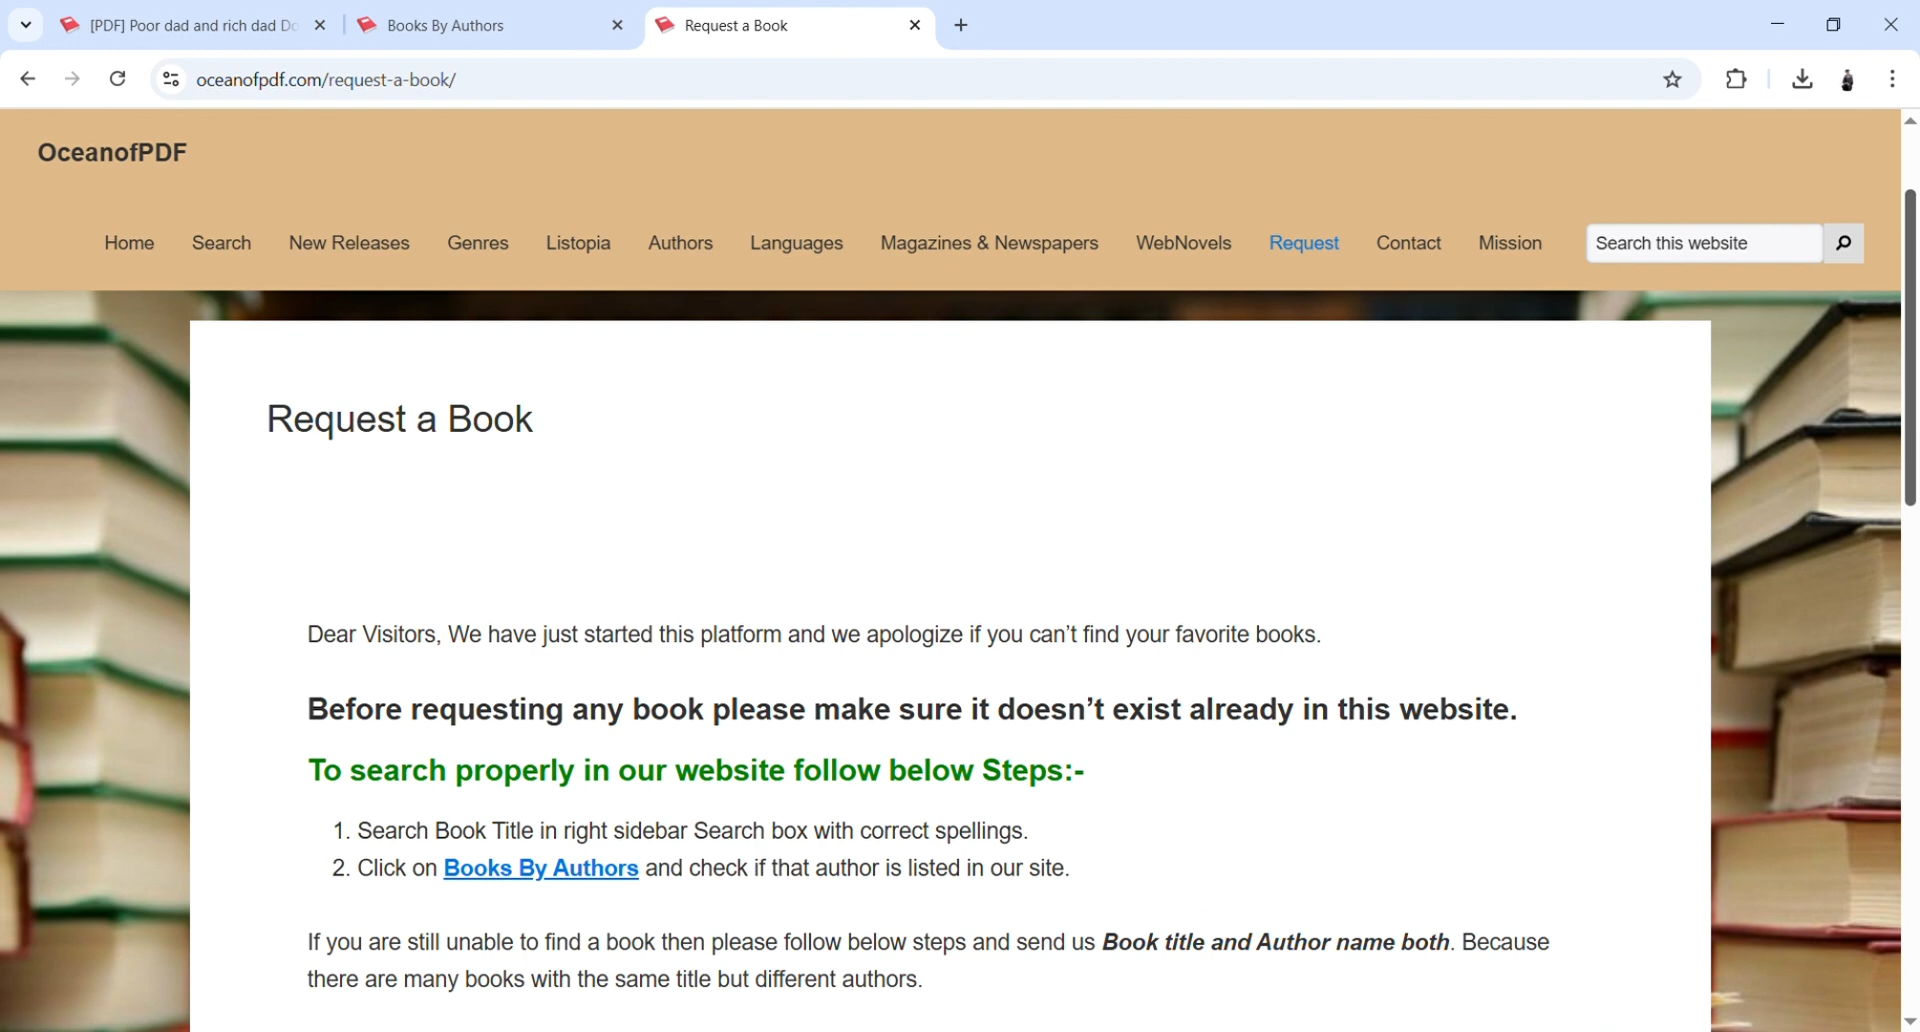 [PDF] Poor dad and rich dad Do
Books By Authors
Request a Book
oceanofpdf.com/request-a-book/
OceanofPDF
Home Search New Releases Genres Listopia Authors Languages Magazines & Newspapers WebNovels Request Contact Mission Search this website
Request a Book
Dear Visitors, We have just started this platform and we apologize if you can’t find your favorite books.
Before requesting any book please make sure it doesn’t exist already in this website.
To search properly in our website follow below Steps:-
1. Search Book Title in right sidebar Search box with correct spellings.
2. Click on Books By Authors and check if that author is listed in our site.
If you are still unable to find a book then please follow below steps and send us Book title and Author name both. Because
there are many books with the same title but different authors.